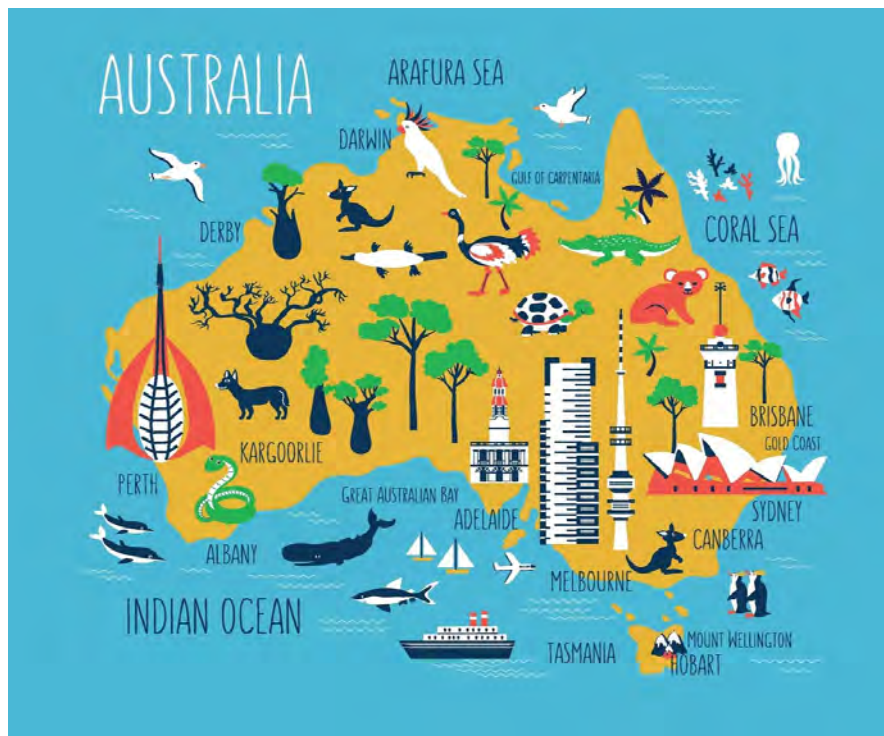 AUSTRALIA
ARAFURA SEA
DARWIN
GULF OF CARPENTARIA
DERBY
CORAL SEA
BRISBANE
GOLD COAST
KARGOORLIE
PERTH
GREAT AUSTRALIAN BAY
ADELAIDE
SYDNEY
CANBERRA
ALBANY
MELBOURNE
INDIAN OCEAN
TASMANIA
MOUNT WELLINGTON
HOBART